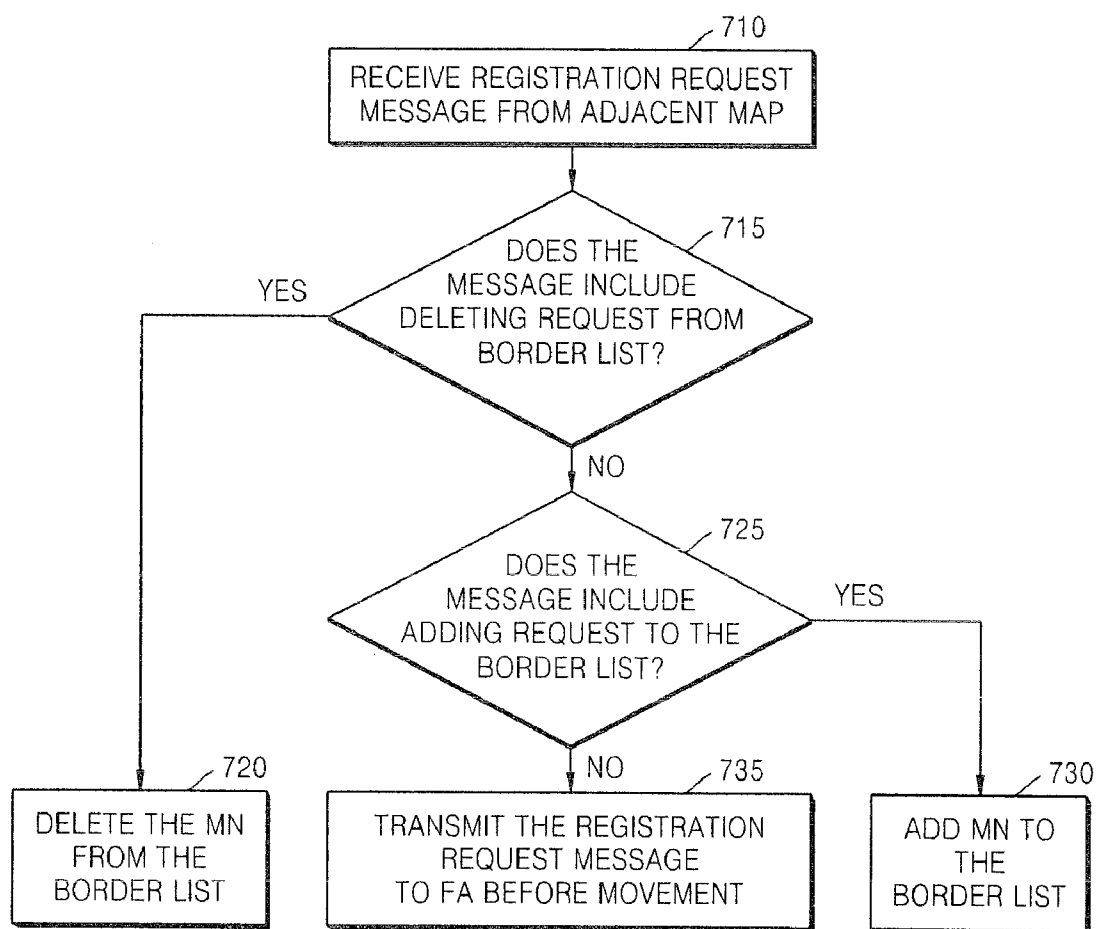 710
RECEIVE REGISTRATION REQUEST
MESSAGE FROM ADJACENT MAP
715
DOES THE
MESSAGE INCLUDE
DELETING REQUEST FROM
BORDER LIST?
YES
NO
725
DOES THE
MESSAGE INCLUDE
ADDING REQUEST TO THE
BORDER LIST?
YES
NO
720
DELETE THE MN
FROM THE
BORDER LIST
735
TRANSMIT THE REGISTRATION
REQUEST MESSAGE
TO FA BEFORE MOVEMENT
730
ADD MN TO
THE
BORDER LIST